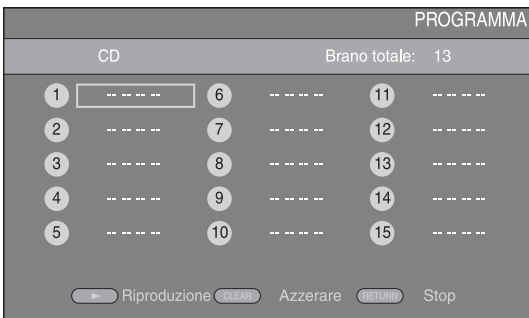 PROGRAMMA
CD Brano totale: 13
1 -- -- -- -- 6 -- -- -- -- 11 -- -- -- --
2 -- -- -- -- 7 -- -- -- -- 12 -- -- -- --
3 -- -- -- -- 8 -- -- -- -- 13 -- -- -- --
4 -- -- -- -- 9 -- -- -- -- 14 -- -- -- --
5 -- -- -- -- 10 -- -- -- -- 15 -- -- -- --
Riproduzione CLEAR Azzerare RETURN Stop